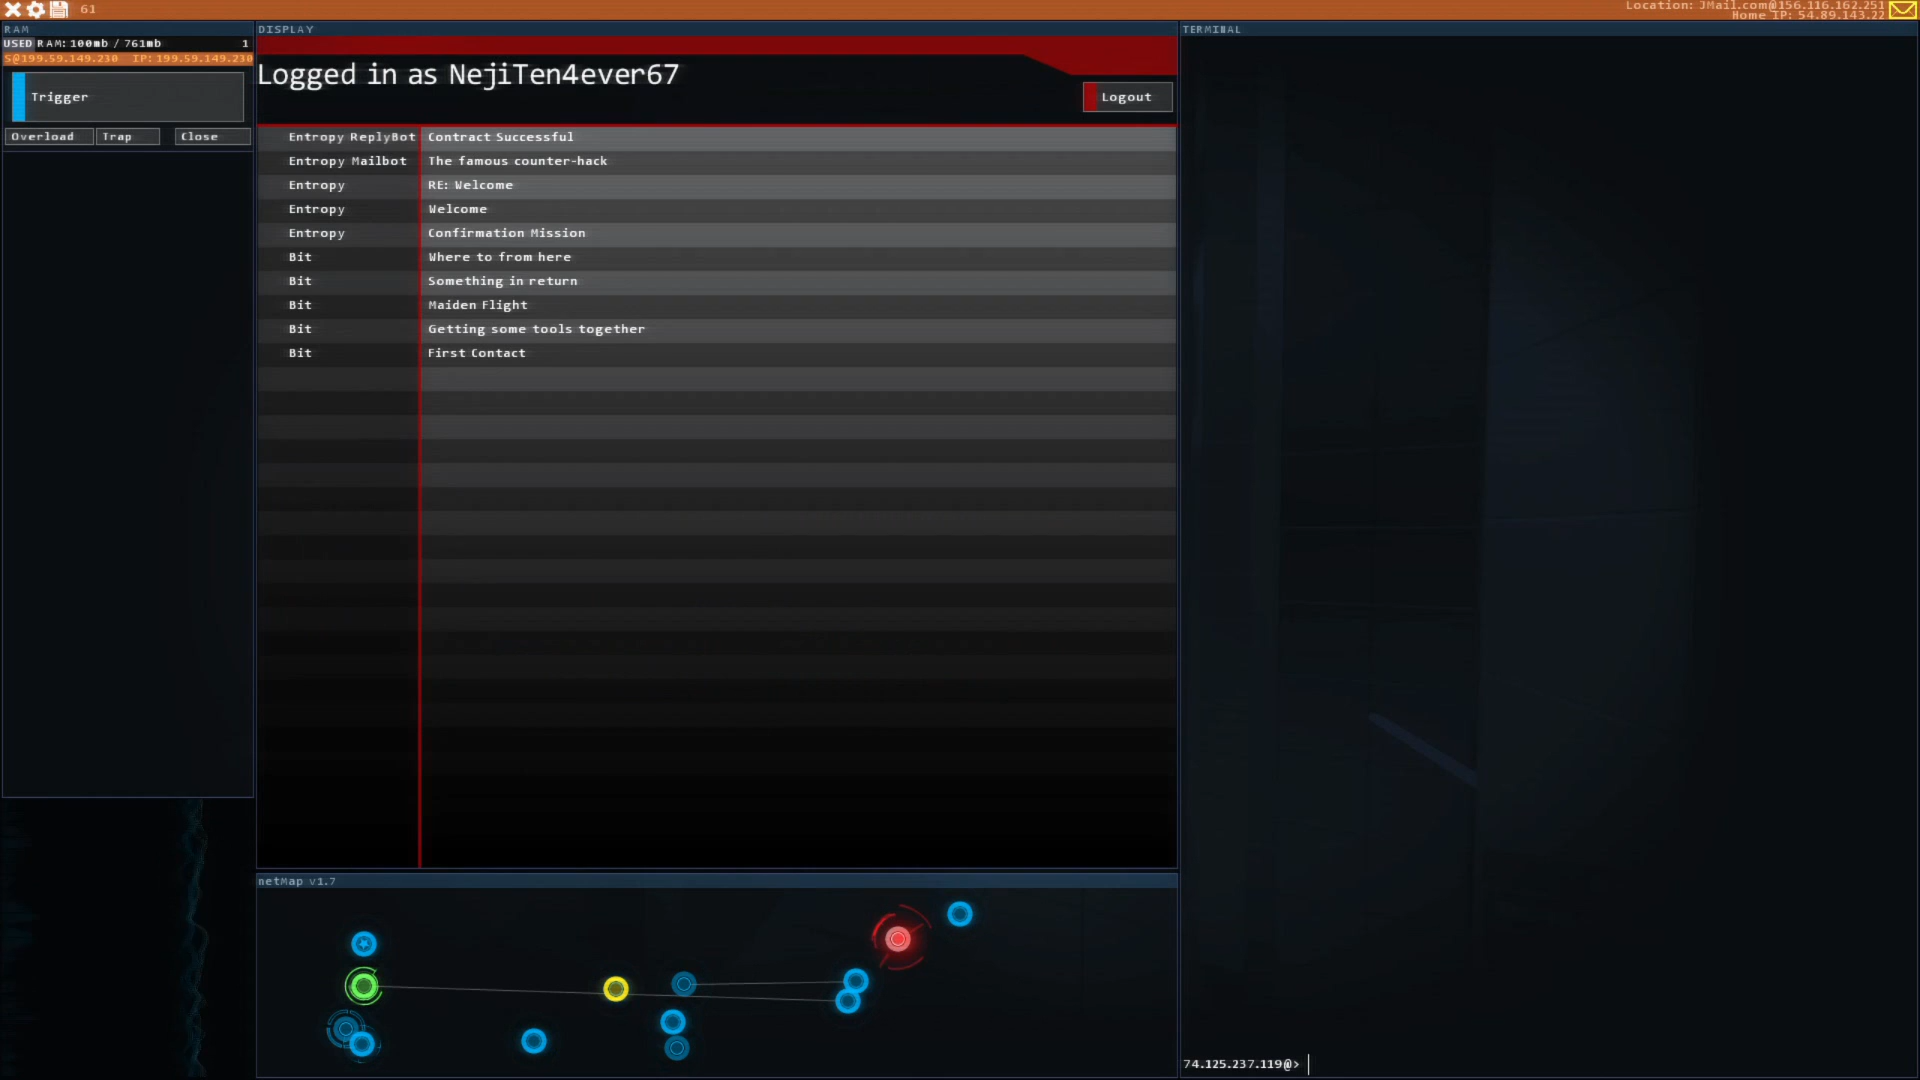 61
Location: JMail.com@156.116.162.251
Home IP: 54.89.143.22
RAM
USED RAM: 100mb / 761mb 1
S@199.59.149.230 IP: 199.59.149.230
Trigger
Overload Trap Close
DISPLAY
Logged in as NejiTen4ever67
Logout
Entropy ReplyBot Contract Successful
Entropy Mailbot The famous counter-hack
Entropy RE: Welcome
Entropy Welcome
Entropy Confirmation Mission
Bit Where to from here
Bit Something in return
Bit Maiden Flight
Bit Getting some tools together
Bit First Contact
netMap v1.7
TERMINAL
74.125.237.119@>